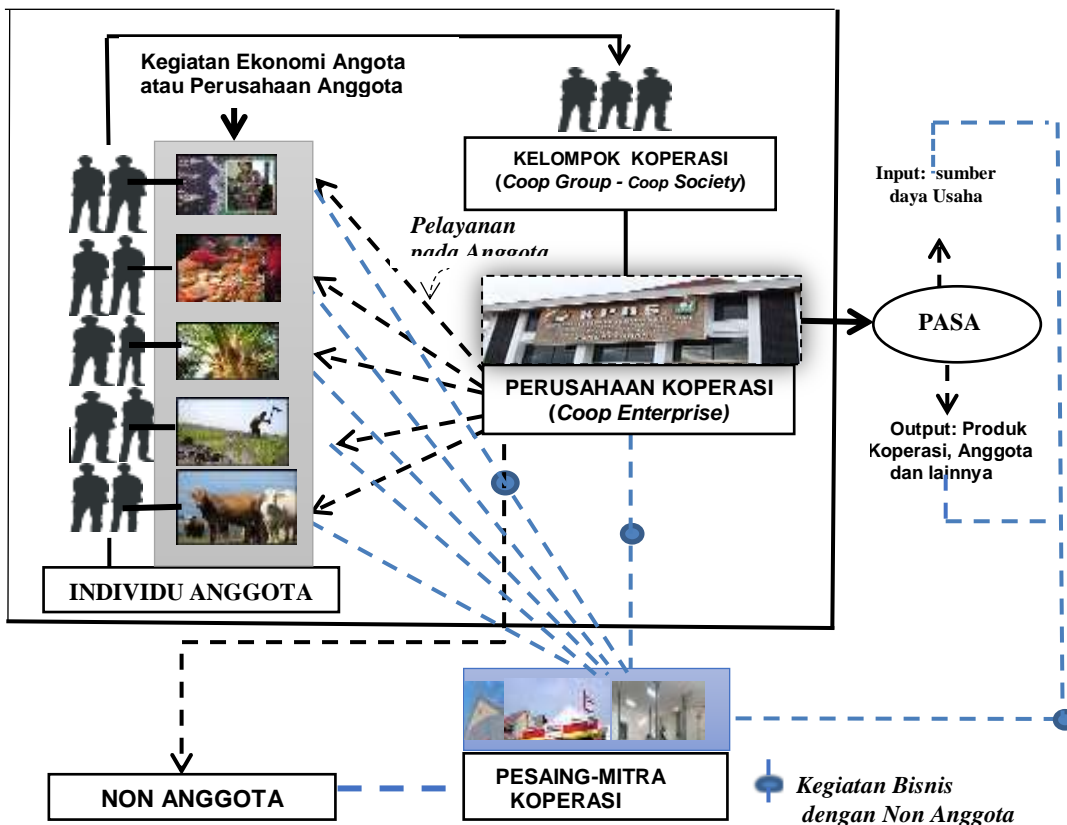 Kegiatan Ekonomi Angota
atau Perusahaan Anggota
KELOMPOK KOPERASI
(Coop Group - Coop Society)
Input: sumber
daya Usaha
Pelayanan
pada Anggota
KPBS
PASA
PERUSAHAAN KOPERASI
(Coop Enterprise)
Output: Produk
Koperasi, Anggota
dan lainnya
INDIVIDU ANGGOTA
NON ANGGOTA
PESAING-MITRA
KOPERASI
Kegiatan Bisnis
dengan Non Anggota